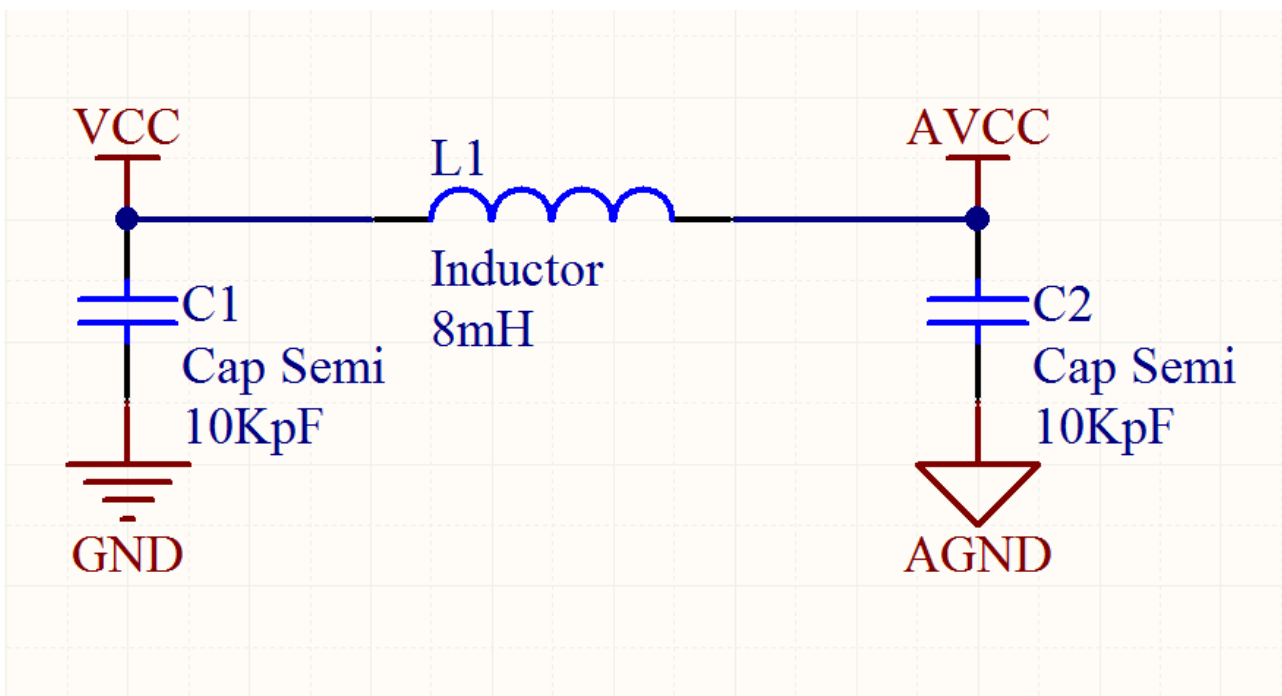 VCC
AVCC
L1
Inductor
8mH
C1
Cap Semi
10KpF
C2
Cap Semi
10KpF
GND
AGND